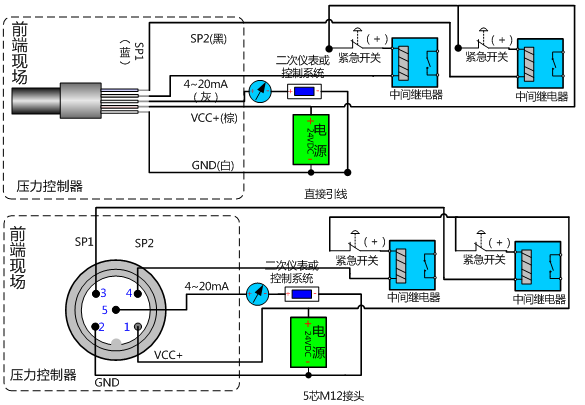 前端现场
SP1
(蓝)
SP2(黑)
(+)
紧急开关
中间继电器
(+)
紧急开关
中间继电器
二次仪表或
控制系统
4~20mA
(灰)
VCC+(棕)
+
电源
24VDC
-
GND(白)
压力控制器
直接引线
前端现场
SP1
SP2
(+)
紧急开关
中间继电器
(+)
紧急开关
中间继电器
二次仪表或
控制系统
4~20mA
3
4
5
2
1
VCC+
+
电源
24VDC
-
压力控制器
GND
5芯M12接头